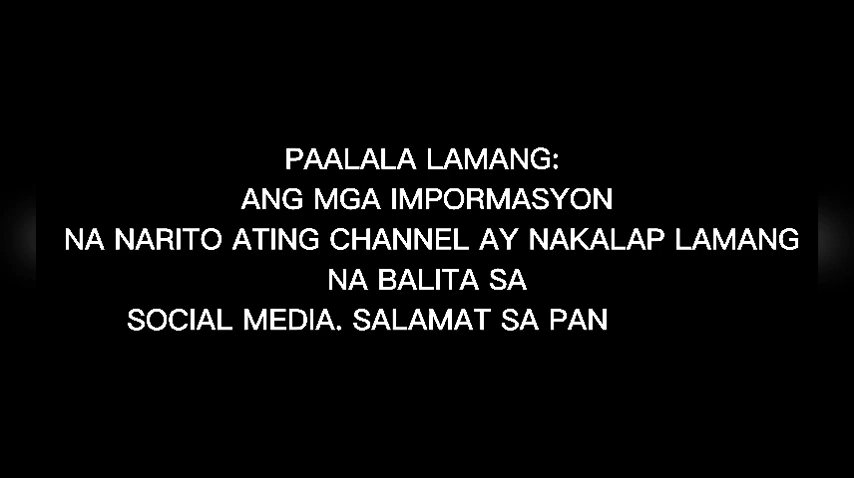 PAALALA LAMANG:
ANG MGA IMPORMASYON
NA NARITO ATING CHANNEL AY NAKALAP LAMANG
NA BALITA SA
SOCIAL MEDIA. SALAMAT SA PAN